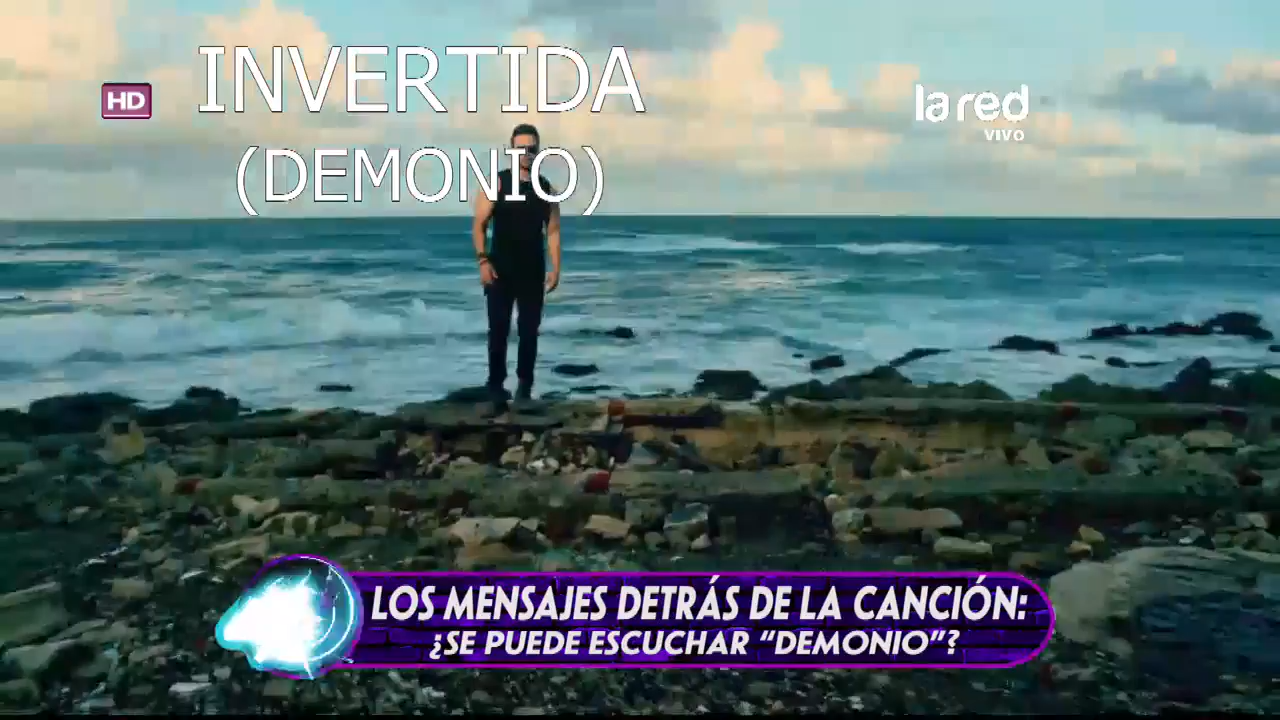 INVERTIDA
(DEMONIO)
HD
la red
VIVO
LOS MENSAJES DETRÁS DE LA CANCIÓN:
¿SE PUEDE ESCUCHAR “DEMONIO”?